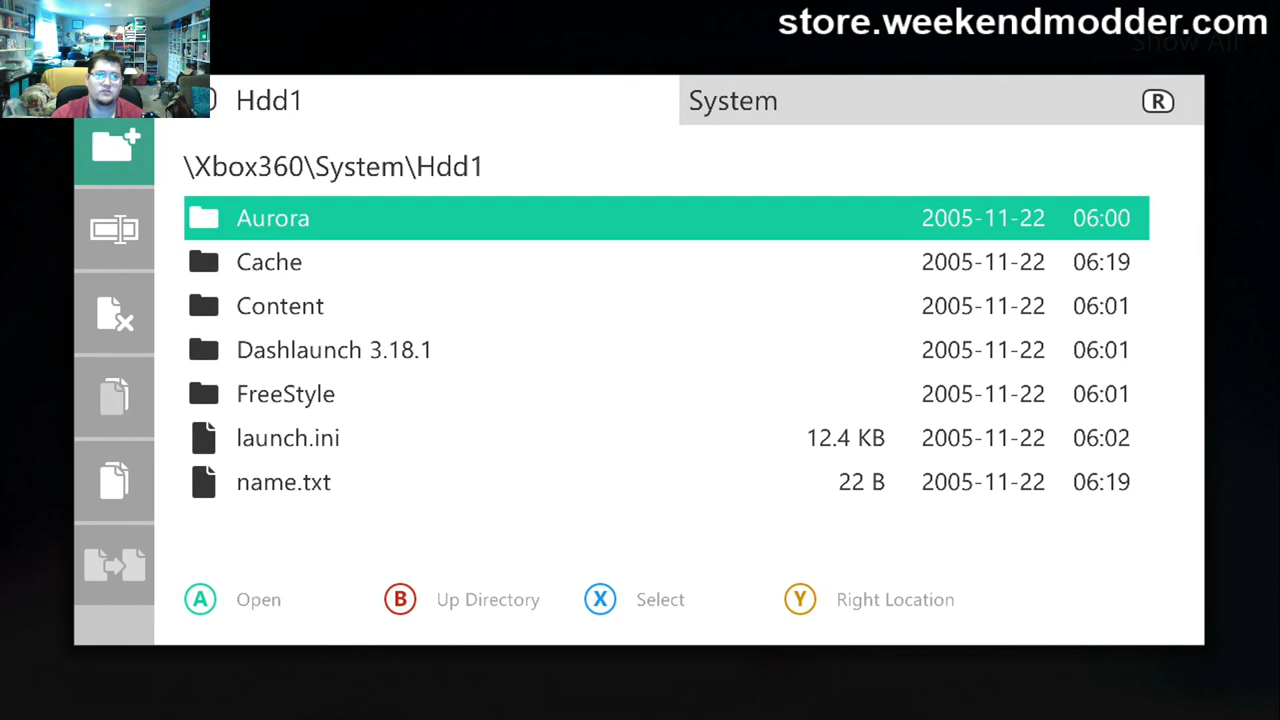 store.weekendmodder.com
Show All
Hdd1
System
R
\Xbox360\System\Hdd1
Aurora 2005-11-22 06:00
Cache 2005-11-22 06:19
Content 2005-11-22 06:01
Dashlaunch 3.18.1 2005-11-22 06:01
FreeStyle 2005-11-22 06:01
launch.ini 12.4 KB 2005-11-22 06:02
name.txt 22 B 2005-11-22 06:19
A Open B Up Directory X Select Y Right Location